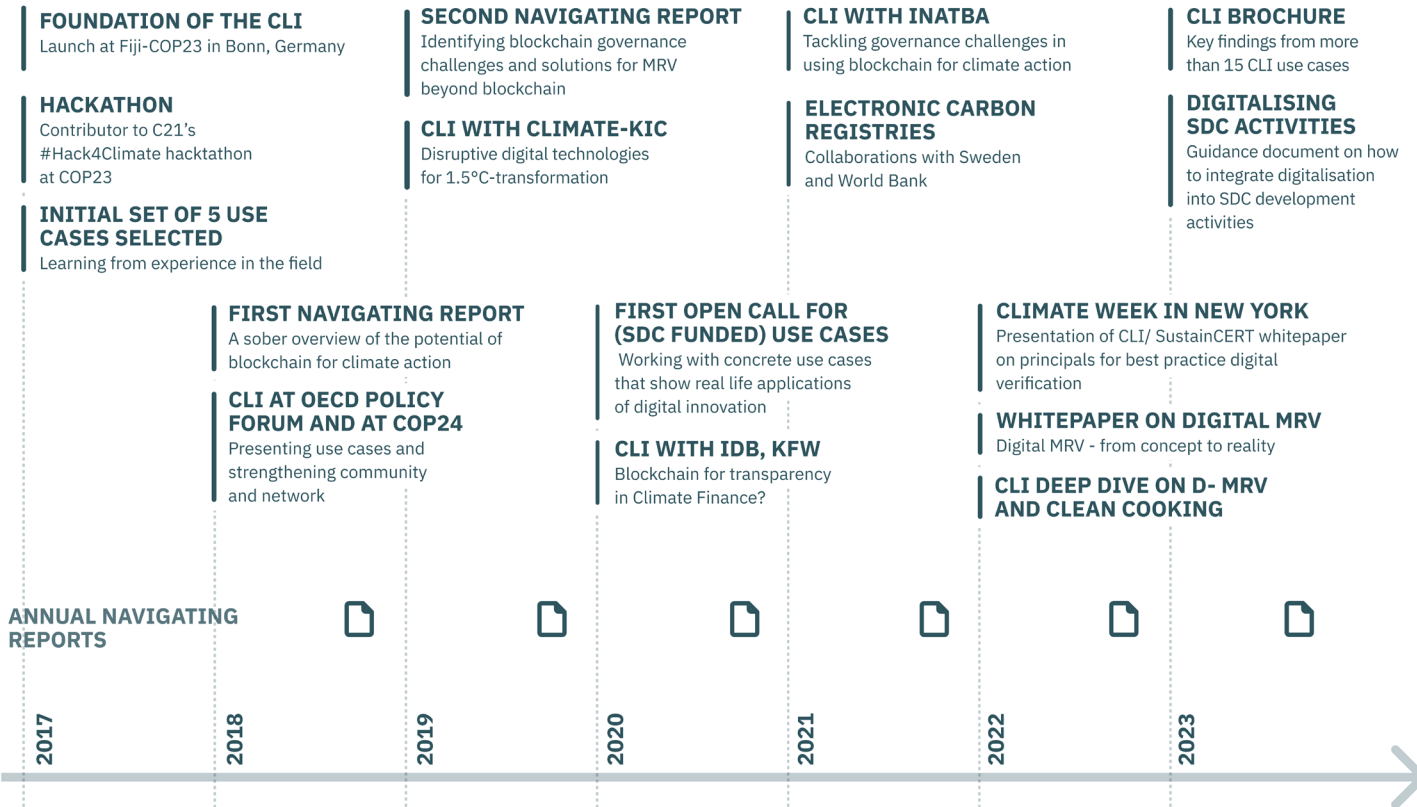 FOUNDATION OF THE CLI
Launch at Fiji-COP23 in Bonn, Germany
HACKATHON
Contributor to C21’s
#Hack4Climate hacktathon
at COP23
INITIAL SET OF 5 USE
CASES SELECTED
Learning from experience in the field
SECOND NAVIGATING REPORT
Identifying blockchain governance
challenges and solutions for MRV
beyond blockchain
CLI WITH CLIMATE-KIC
Disruptive digital technologies
for 1.5°C-transformation
CLI WITH INATBA
Tackling governance challenges in
using blockchain for climate action
ELECTRONIC CARBON
REGISTRIES
Collaborations with Sweden
and World Bank
CLI BROCHURE
Key findings from more
than 15 CLI use cases
DIGITALISING
SDC ACTIVITIES
Guidance document on how
to integrate digitalisation
into SDC development
activities
FIRST NAVIGATING REPORT
A sober overview of the potential of
blockchain for climate action
CLI AT OECD POLICY
FORUM AND AT COP24
Presenting use cases and
strengthening community
and network
FIRST OPEN CALL FOR
(SDC FUNDED) USE CASES
Working with concrete use cases
that show real life applications
of digital innovation
CLI WITH IDB, KFW
Blockchain for transparency
in Climate Finance?
CLIMATE WEEK IN NEW YORK
Presentation of CLI/ SustainCERT whitepaper
on principals for best practice digital
verification
WHITEPAPER ON DIGITAL MRV
Digital MRV - from concept to reality
CLI DEEP DIVE ON D- MRV
AND CLEAN COOKING
ANNUAL NAVIGATING
REPORTS
2017
2018
2019
2020
2021
2022
2023